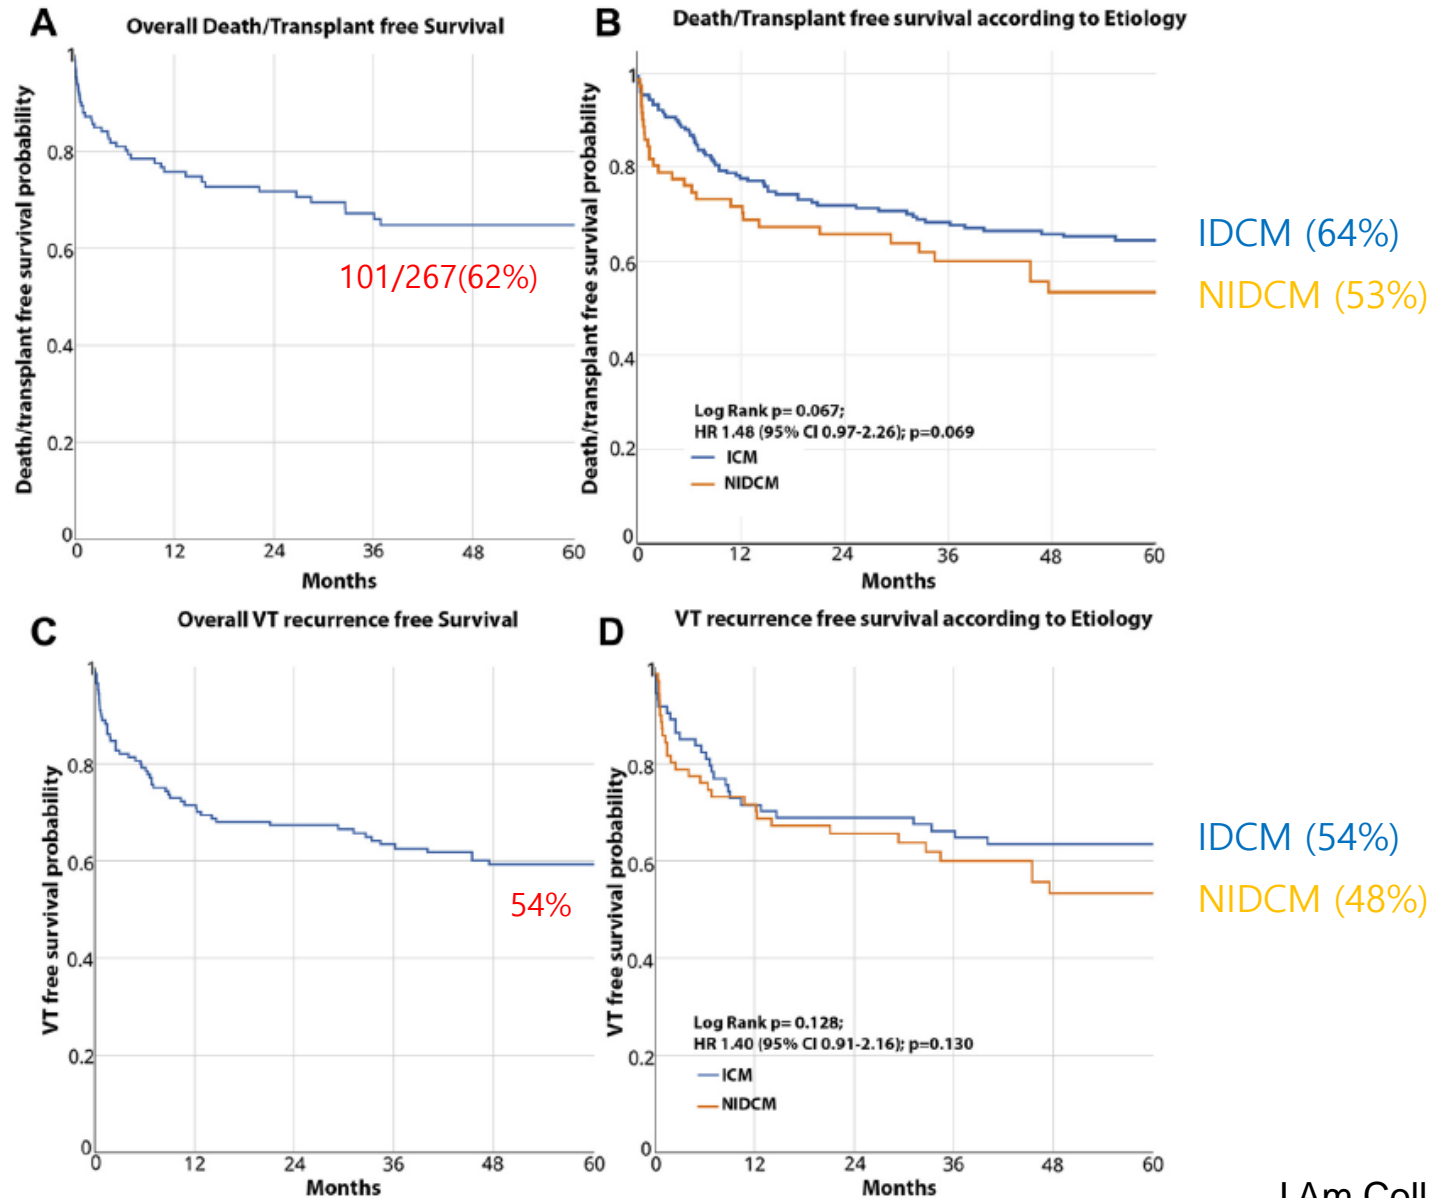 A
Overall Death/Transplant free Survival
Death/transplant free survival probability
1
0.8
0.6
0.4
0.2
0
101/267(62%)
0 12 24 36 48 60
Months
B
Death/Transplant free survival according to Etiology
Death/transplant free survival probability
1
0.8
0.6
0.4
0.2
0
Log Rank p= 0.067;
HR 1.48 (95% CI 0.97-2.26); p=0.069
ICM
NIDCM
0 12 24 36 48 60
Months
IDCM (64%)
NIDCM (53%)
C
Overall VT recurrence free Survival
VT free survival probability
1
0.8
0.6
0.4
0.2
0
54%
0 12 24 36 48 60
Months
D
VT recurrence free survival according to Etiology
VT free survival probability
1
0.8
0.6
0.4
0.2
0
Log Rank p= 0.128;
HR 1.40 (95% CI 0.91-2.16); p=0.130
ICM
NIDCM
0 12 24 36 48 60
Months
IDCM (54%)
NIDCM (48%)
J Am Coll